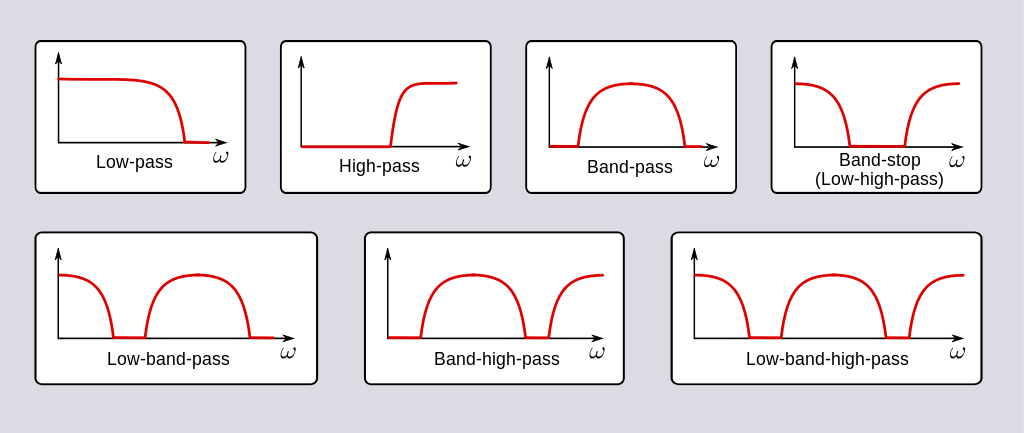 ω
Low-pass
ω
High-pass
ω
Band-pass
ω
Band-stop
(Low-high-pass)
ω
Low-band-pass
ω
Band-high-pass
ω
Low-band-high-pass